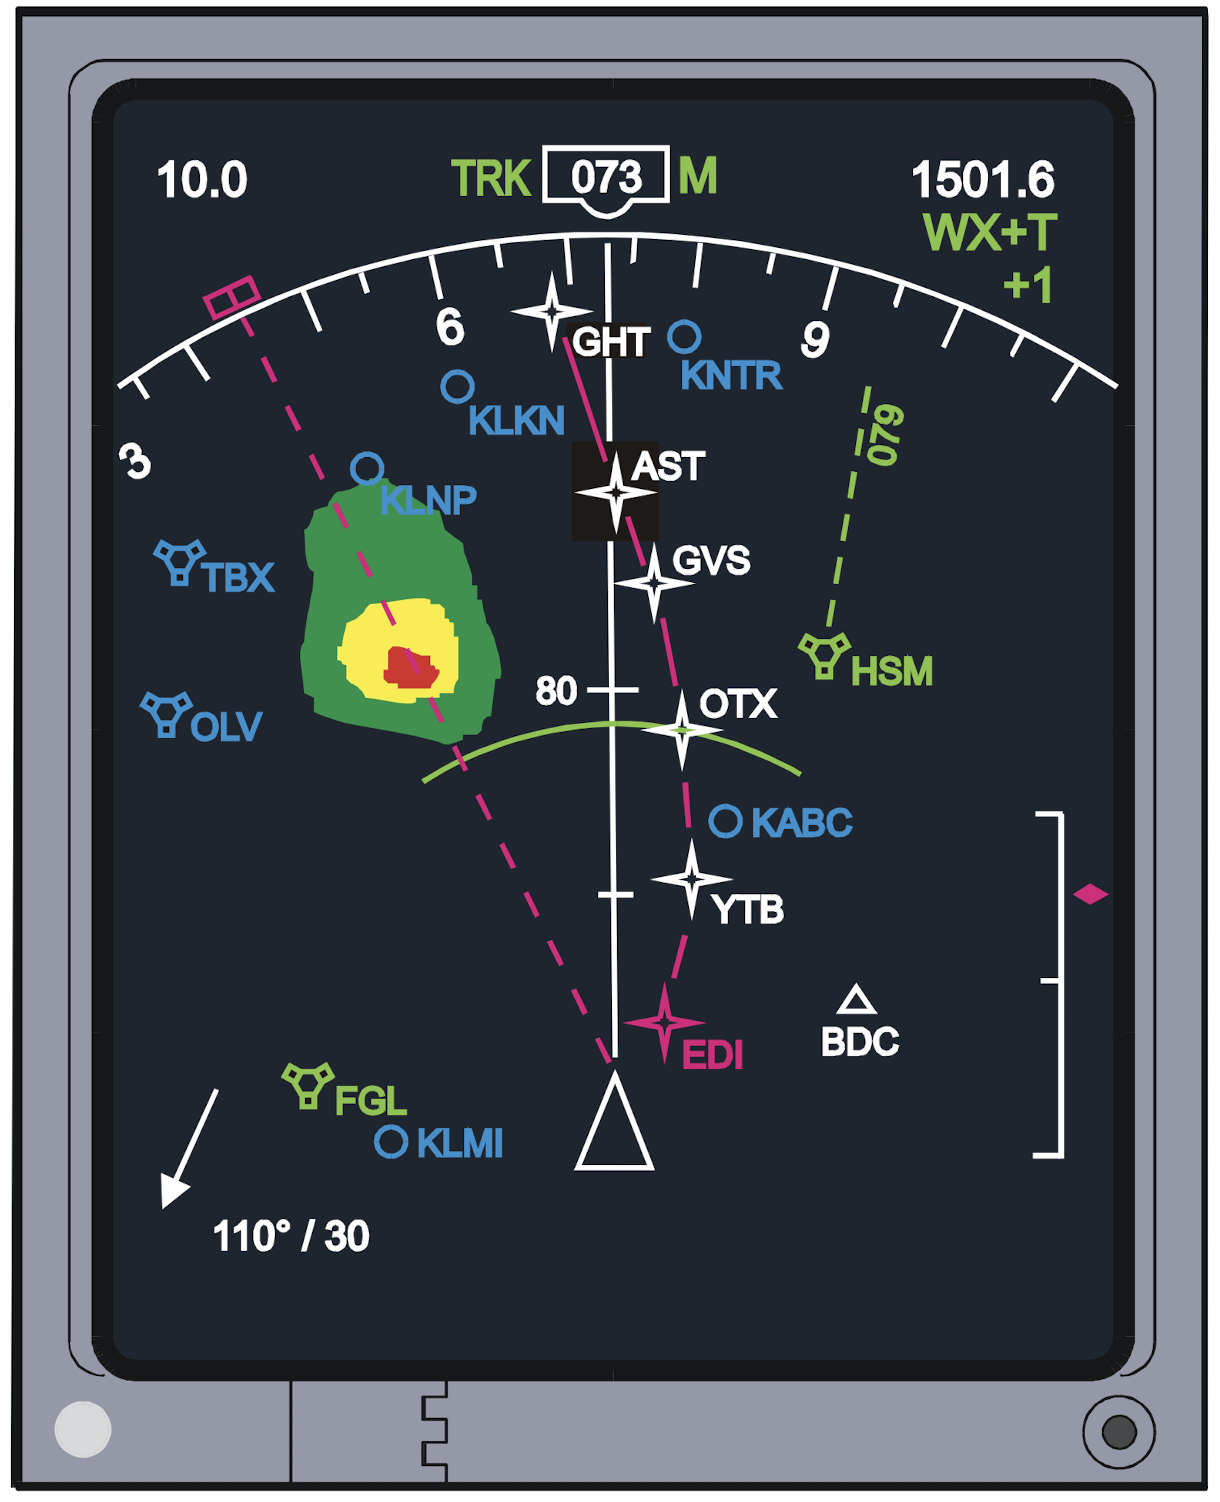 10.0 TRK 073 M 1501.6
WX+T
+1
6
9
GHT
KNTR
KLKN
079
3
AST
KLNP
GVS
TBX
HSM
80
OTX
OLV
KABC
YTB
BDC
EDI
FGL
KLMI
110° / 30